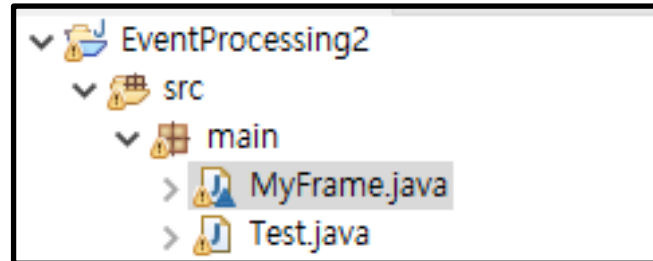 EventProcessing2
src
main
MyFrame.java
Test.java